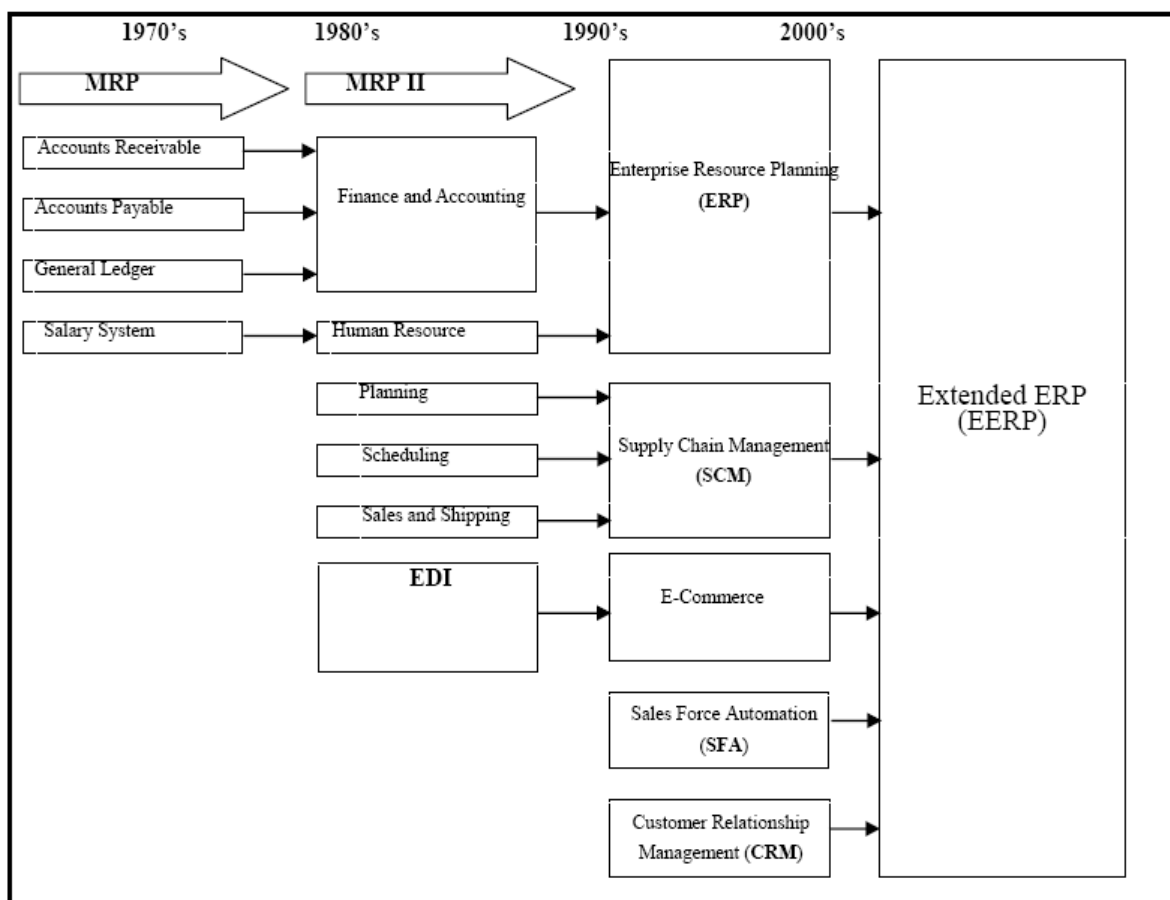 1970's 1980's 1990's 2000's
MRP MRP II
Accounts Receivable
Accounts Payable
General Ledger
Salary System
Finance and Accounting
Human Resource
Planning
Scheduling
Sales and Shipping
EDI
Enterprise Resource Planning
(ERP)
Supply Chain Management
(SCM)
E-Commerce
Sales Force Automation
(SFA)
Customer Relationship
Management (CRM)
Extended ERP
(EERP)